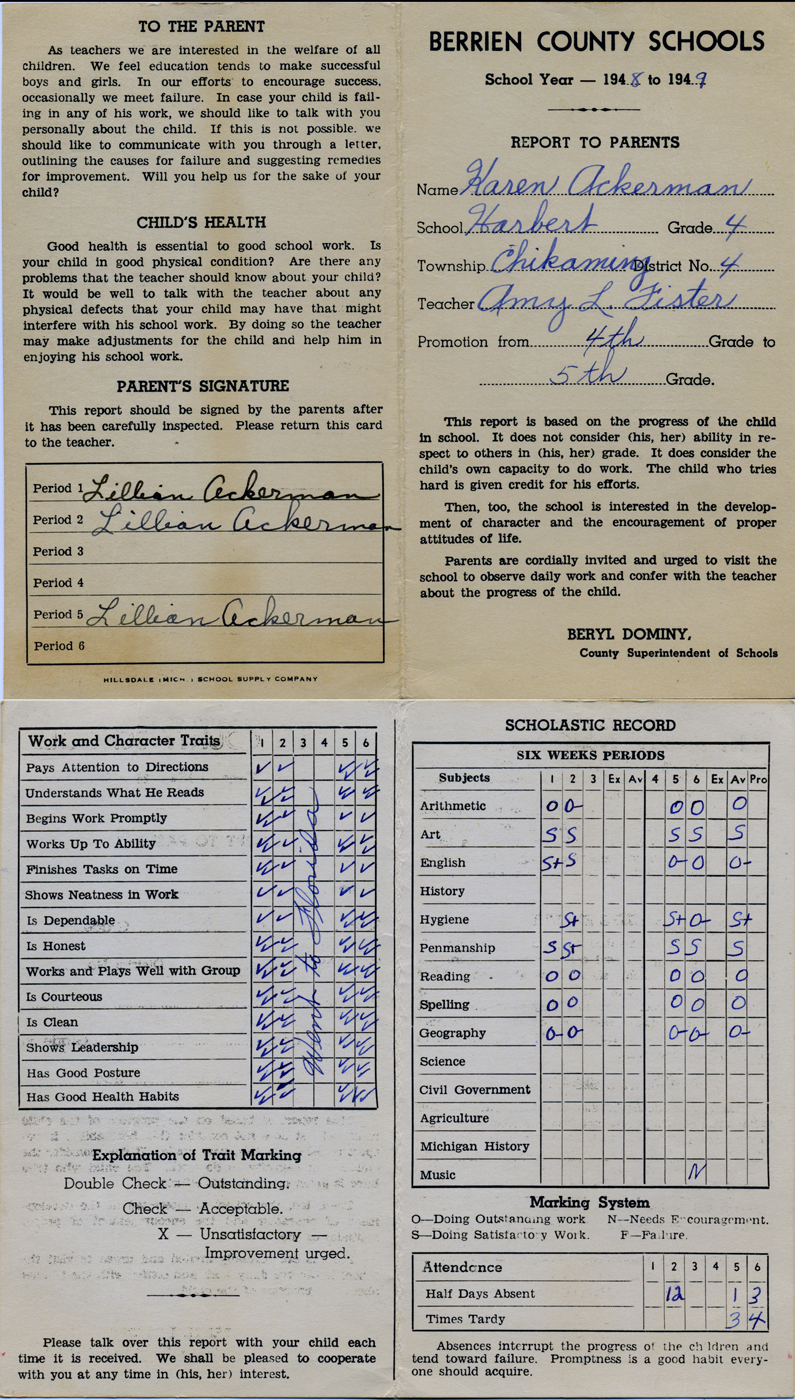 TO THE PARENT
As teachers we are interested in the welfare of all
children. We feel education tends to make successful
boys and girls. In our efforts to encourage success,
occasionally we meet failure. In case your child is fail-
ing in any of his work, we should like to talk with you
personally about the child. If this is not possible. we
should like to communicate with you through a letter,
outlining the causes for failure and suggesting remedies
for improvement. Will you help us for the sake of your
child?
CHILD'S HEALTH
Good health is essential to good school work. Is
your child in good physical condition? Are there any
problems that the teacher should know about your child?
It would be well to talk with the teacher about any
physical defects that your child may have that might
interfere with his school work. By doing so the teacher
may make adjustments for the child and help him in
enjoying his school work.
PARENT'S SIGNATURE
This report should be signed by the parents after
it has been carefully inspected. Please return this card
to the teacher.
Period 1 Lillian Ackerman
Period 2 Lillian Ackerman
Period 3
Period 4
Period 5 Lillian Ackerman
Period 6
HILLSDALE (MICH.) SCHOOL SUPPLY COMPANY
BERRIEN COUNTY SCHOOLS
School Year — 1948 to 1949
REPORT TO PARENTS
Name Karen Ackerman
School Harbert Grade 4
Township Chikaming District No. 4
Teacher Amy L. Fister
Promotion from 4th Grade to
5th Grade.
This report is based on the progress of the child
in school. It does not consider (his, her) ability in re-
spect to others in (his, her) grade. It does consider the
child's own capacity to do work. The child who tries
hard is given credit for his efforts.
Then, too, the school is interested in the develop-
ment of character and the encouragement of proper
attitudes of life.
Parents are cordially invited and urged to visit the
school to observe daily work and confer with the teacher
about the progress of the child.
BERYL DOMINY,
County Superintendent of Schools
Work and Character Traits 1 2 3 4 5 6
Pays Attention to Directions
Understands What He Reads
Begins Work Promptly
Works Up To Ability
Finishes Tasks on Time
Shows Neatness in Work
Is Dependable
Is Honest
Works and Plays Well with Group
Is Courteous
Is Clean
Shows Leadership
Has Good Posture
Has Good Health Habits
Went to Florida
Explanation of Trait Marking
Double Check — Outstanding.
Check — Acceptable.
X — Unsatisfactory —
Improvement urged.
Please talk over this report with your child each
time it is received. We shall be pleased to cooperate
with you at any time in (his, her) interest.
SCHOLASTIC RECORD
SIX WEEKS PERIODS
Subjects 1 2 3 Ex Av 4 5 6 Ex Av Pro
Arithmetic O O- O O O
Art S S S S S
English S+ S O- O O-
History
Hygiene S+ S+ O- S+
Penmanship S S+ S S S
Reading O O O O O
Spelling O O O O O
Geography O- O- O- O- O-
Science
Civil Government
Agriculture
Michigan History
Music N
Marking System
O—Doing Outstanding work N—Needs Encouragement.
S—Doing Satisfactory Work. F—Failure.
Attendence 1 2 3 4 5 6
Half Days Absent 12 1 3
Times Tardy 3 4
Absences interrupt the progress of the children and
tend toward failure. Promptness is a good habit every-
one should acquire.